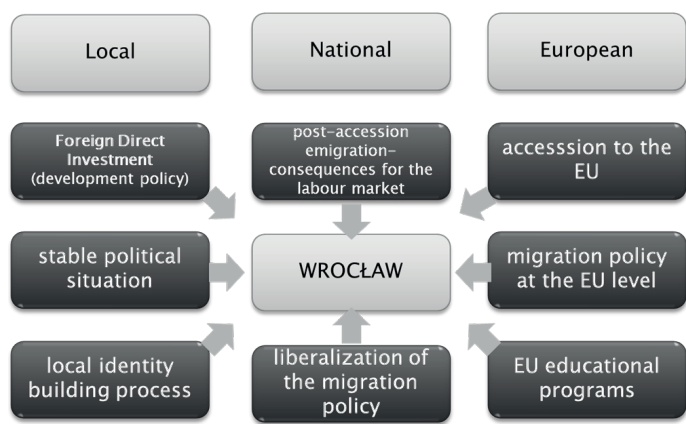 Local
National
European
Foreign Direct
Investment
(development policy)
post-accession
emigration-
consequences for the
labour market
accesssion to the
EU
stable political
situation
WROCŁAW
migration policy
at the EU level
local identity
building process
liberalization of
the migration
policy
EU educational
programs